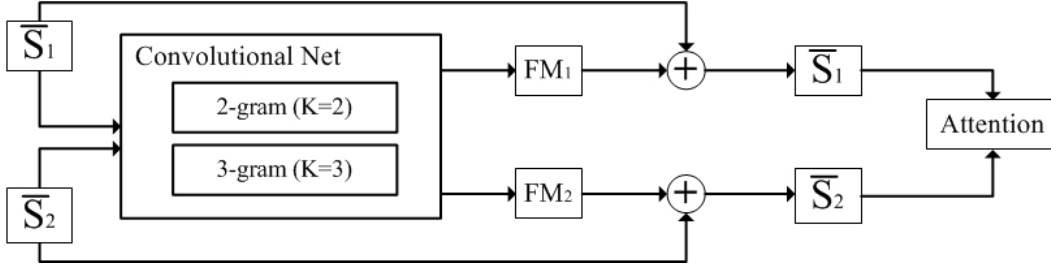 S̅1
Convolutional Net
2-gram (K=2)
3-gram (K=3)
FM1
+
S̅1
Attention
S̅2
FM2
+
S̅2